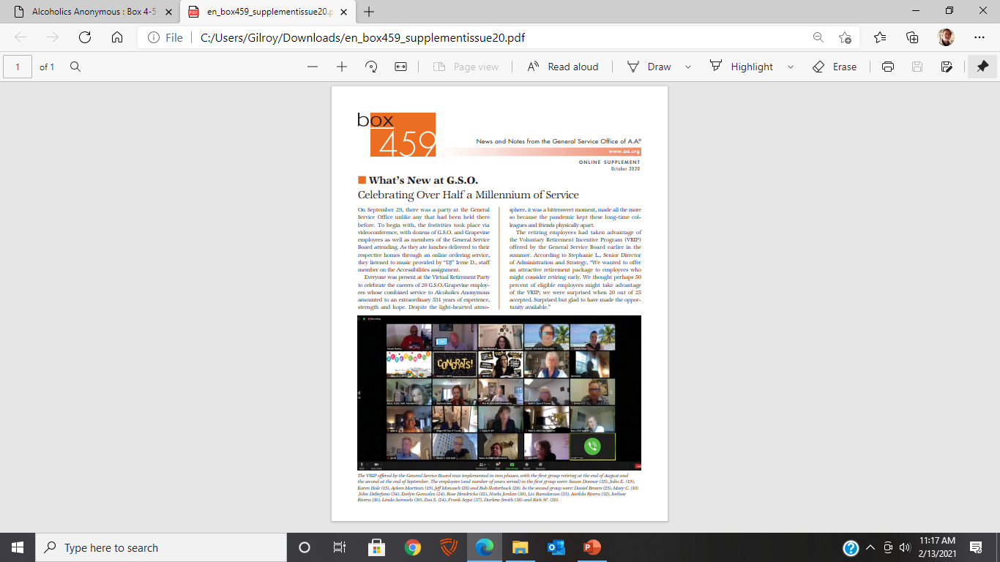 Alcoholics Anonymous : Box 4-5-
en_box459_supplementissue20.p
File
C:/Users/Gilroy/Downloads/en_box459_supplementissue20.pdf
1
of 1
Page view
Read aloud
Draw
Highlight
Erase
box
459
News and Notes from the General Service Office of A.A.®
www.aa.org
ONLINE SUPPLEMENT
October 2020
What's New at G.S.O.
Celebrating Over Half a Millennium of Service
On September 29, there was a party at the General
Service Office unlike any that had been held there
before. To begin with, the festivities took place via
videoconference, with dozens of G.S.O. and Grapevine
employees as well as members of the General Service
Board attending. As they ate lunches delivered to their
respective homes through an online ordering service,
they listened to music provided by "DJ" Irene D., staff
member on the Accessibilities assignment.
Everyone was present at the Virtual Retirement Party
to celebrate the careers of 20 G.S.O./Grapevine employ-
ees whose combined service to Alcoholics Anonymous
amounted to an extraordinary 531 years of experience,
strength and hope. Despite the light-hearted atmo-
sphere, it was a bittersweet moment, made all the more
so because the pandemic kept these long-time col-
leagues and friends physically apart.
The retiring employees had taken advantage of
the Voluntary Retirement Incentive Program (VRIP)
offered by the General Service Board earlier in the
summer. According to Stephanie L., Senior Director
of Administration and Strategy, "We wanted to offer
an attractive retirement package to employees who
might consider retiring early. We thought perhaps 50
percent of eligible employees might take advantage
of the VRIP; we were surprised when 20 out of 25
accepted. Surprised but glad to have made the oppor-
tunity available."
Recording
RETIREMENT
CONGRATS!
The VRIP offered by the General Service Board was implemented in two phases, with the first group retiring at the end of August and
the second at the end of September. The employees (and number of years served) in the first group were: Susan Donnor (35), Julio E. (19),
Karen Hale (15), Ayleen Martinez (19), Jeff Monasch (28) and Bob Slotterback (28). In the second group were: Daniel Brown (25), Mary C. (10)
John DeStefano (34), Evelyn Gonzalez (24), Rose Hendricks (12), Noela Jordan (30), Liz Ramdarass (35), Awilda Rivera (32), Ivelisse
Rivera (36), Linda Samuels (30), Eva S. (24), Frank Segui (37), Darlene Smith (38) and Rick W. (20).
Type here to search
11:17 AM
2/13/2021